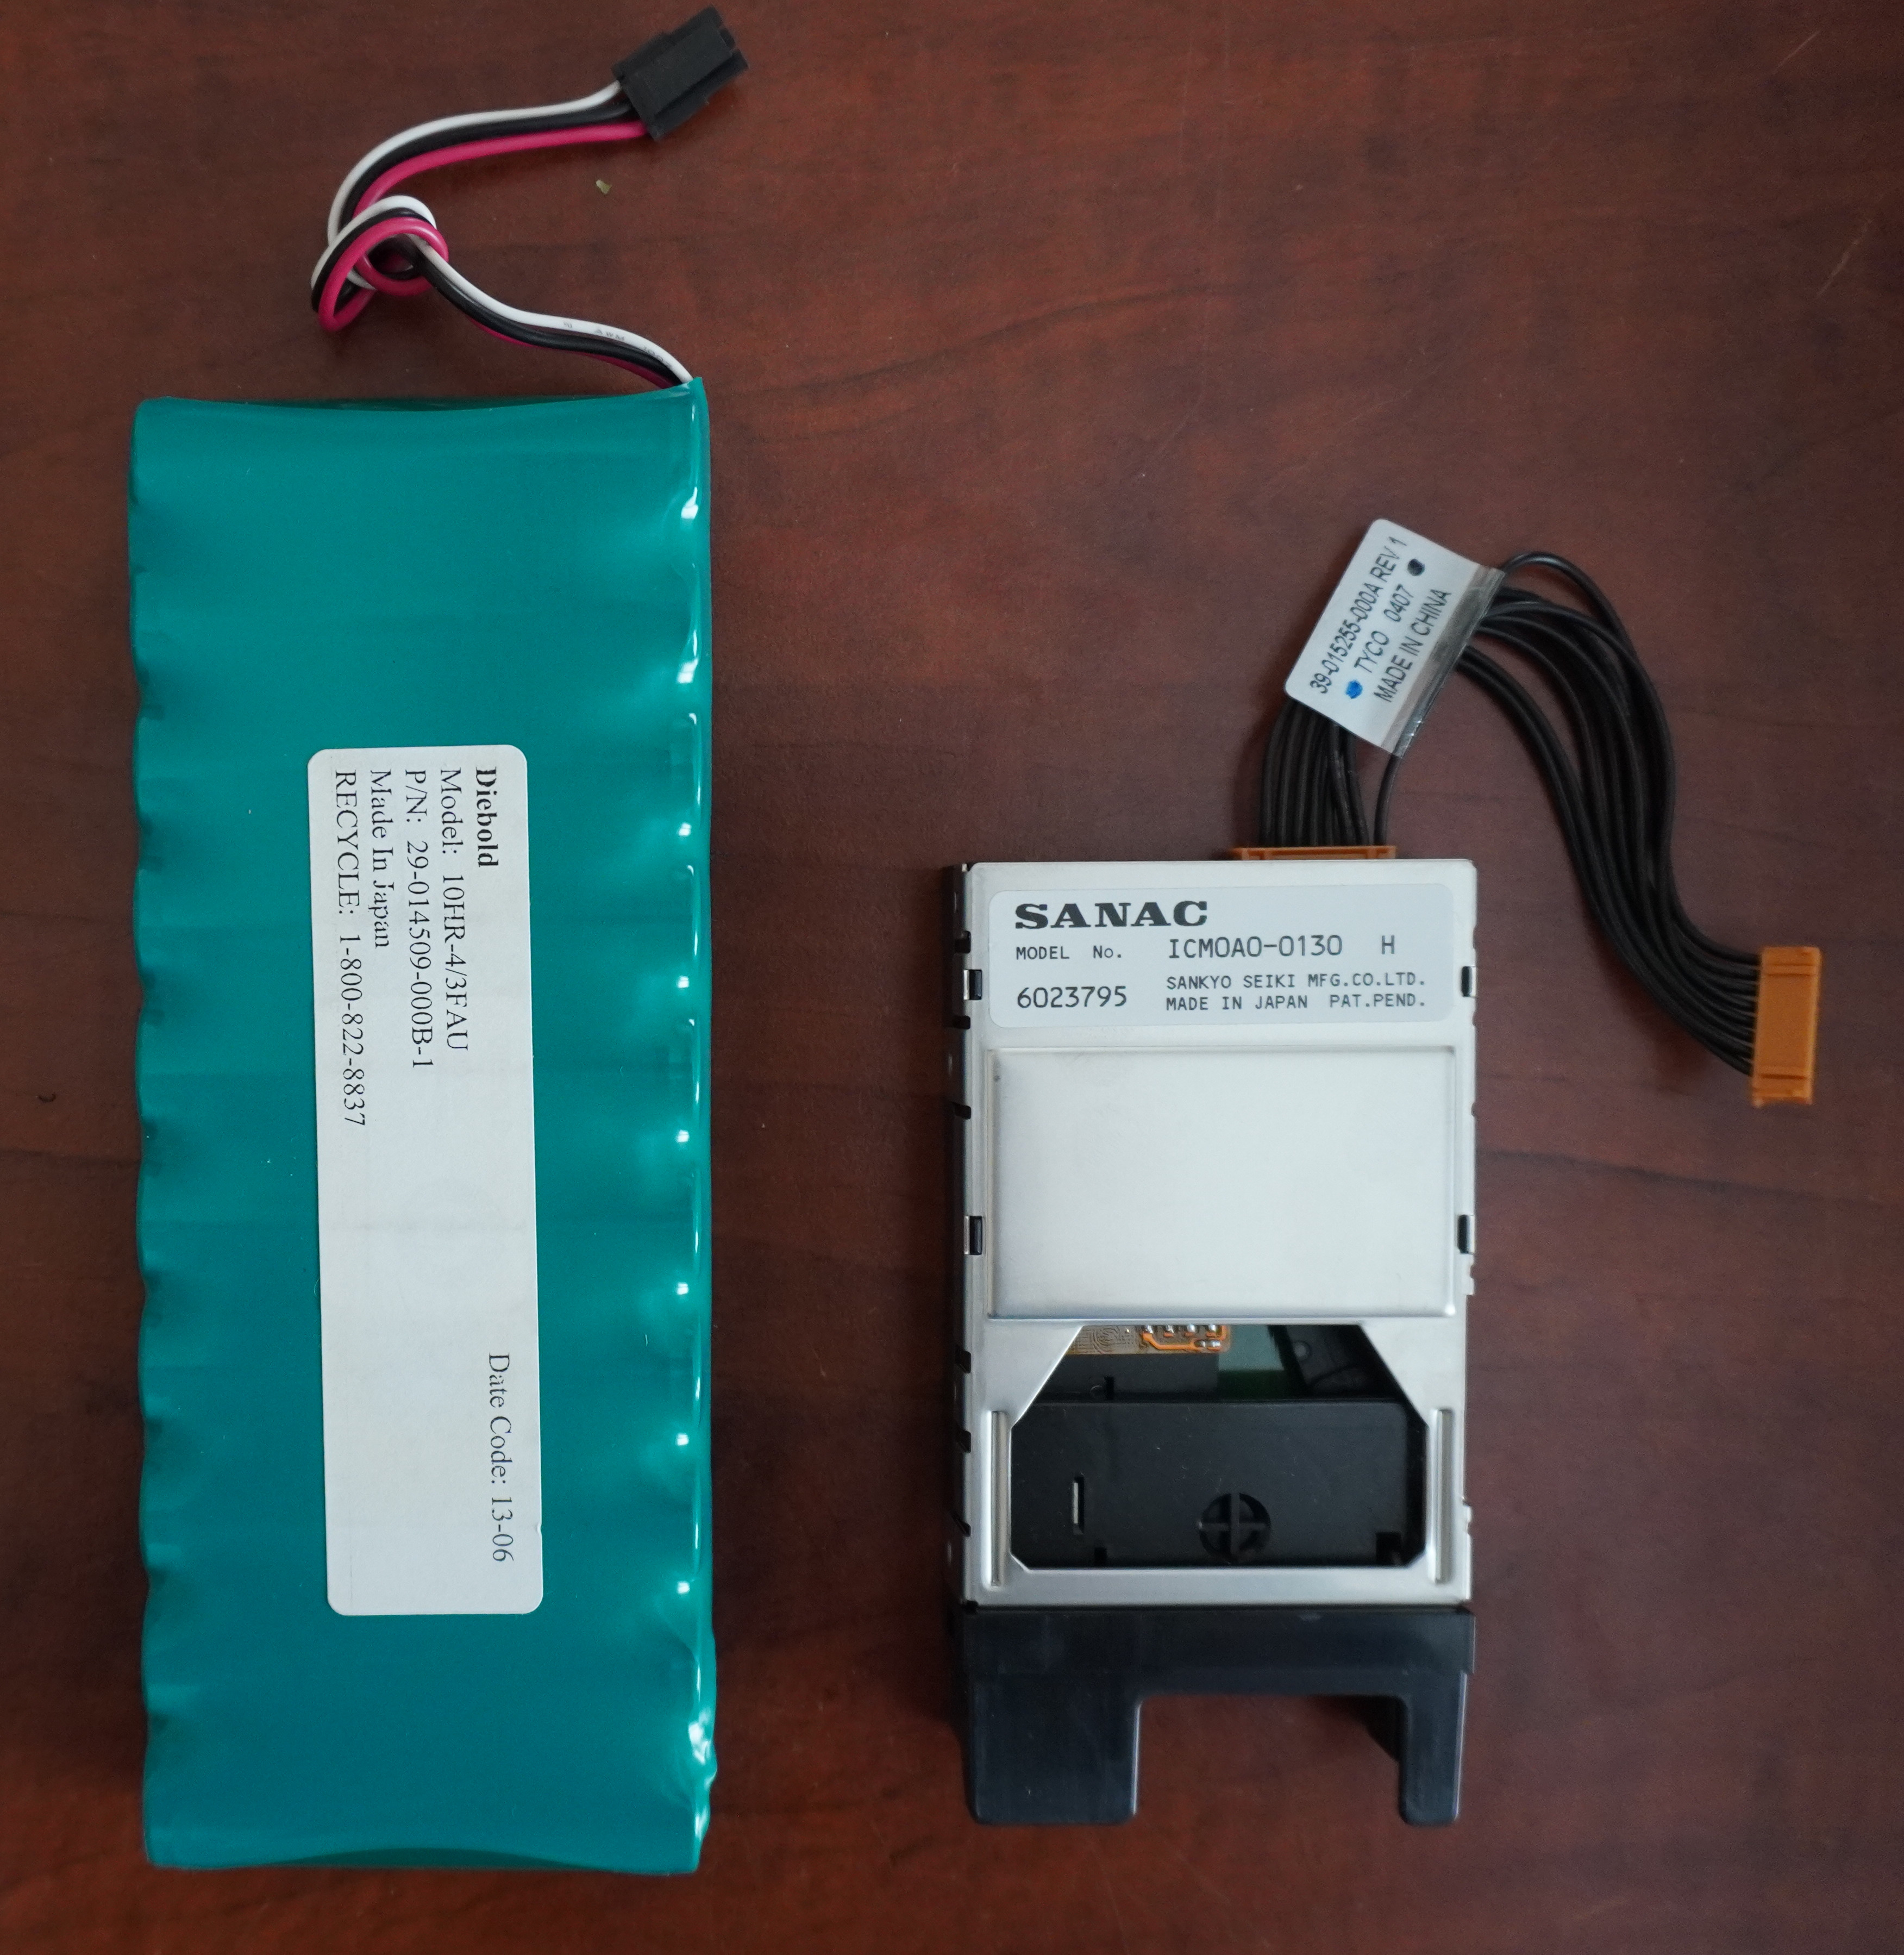 Diebold
Model: 10HR-4/3FAU
P/N: 29-014509-000B-1
Made In Japan
RECYCLE: 1-800-822-8837
Date Code: 13-06
39-015255-000A REV 1
TYCO 0407
MADE IN CHINA
SANAC
MODEL No. ICM0A0-0130 H
6023795 SANKYO SEIKI MFG.CO.LTD.
MADE IN JAPAN PAT.PEND.